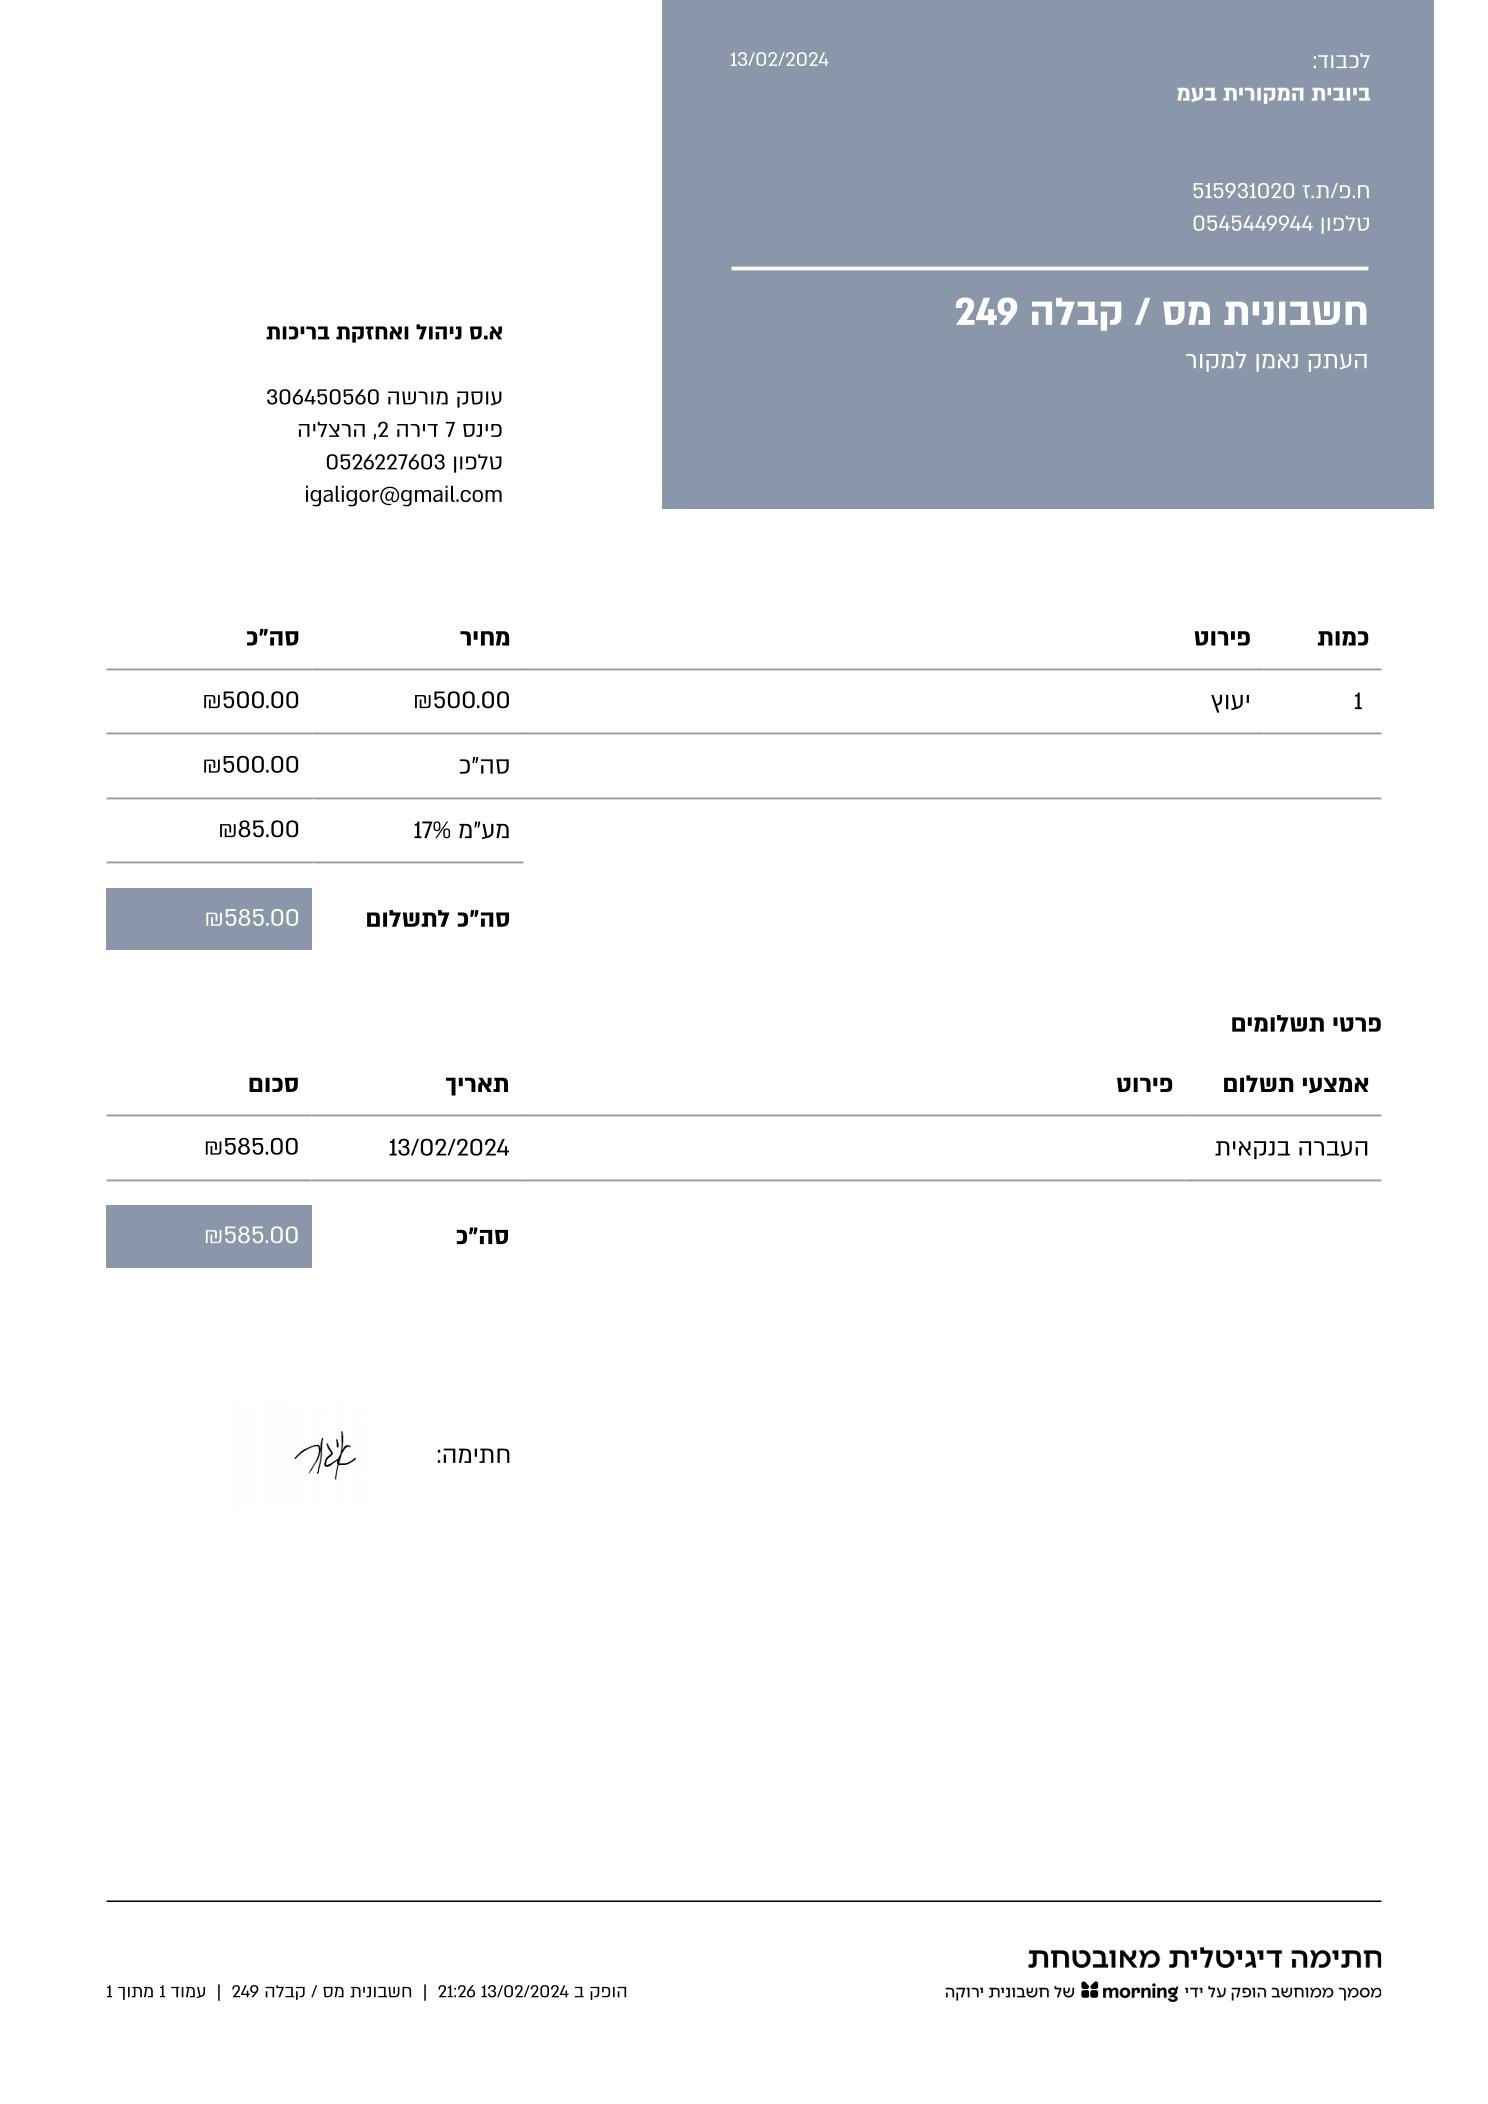 לכבוד:
13/02/2024
ביובית המקורית בעמ
ח.פ/ת.ז 515931020
טלפון 0545449944
חשבונית מס / קבלה 249
העתק נאמן למקור
א.ס ניהול ואחזקת בריכות
עוסק מורשה 306450560
פינס 7 דירה 2, הרצליה
טלפון 0526227603
igaligor@gmail.com
כמות פירוט מחיר סה"כ
1 יעוץ ₪500.00 ₪500.00
סה"כ ₪500.00
מע"מ 17% ₪85.00
סה"כ לתשלום ₪585.00
פרטי תשלומים
אמצעי תשלום פירוט תאריך סכום
העברה בנקאית 13/02/2024 ₪585.00
סה"כ ₪585.00
חתימה: איגור
חתימה דיגיטלית מאובטחת
מסמך ממוחשב הופק על ידי morning של חשבונית ירוקה
הופק ב 13/02/2024 21:26 | חשבונית מס / קבלה 249 | עמוד 1 מתוך 1